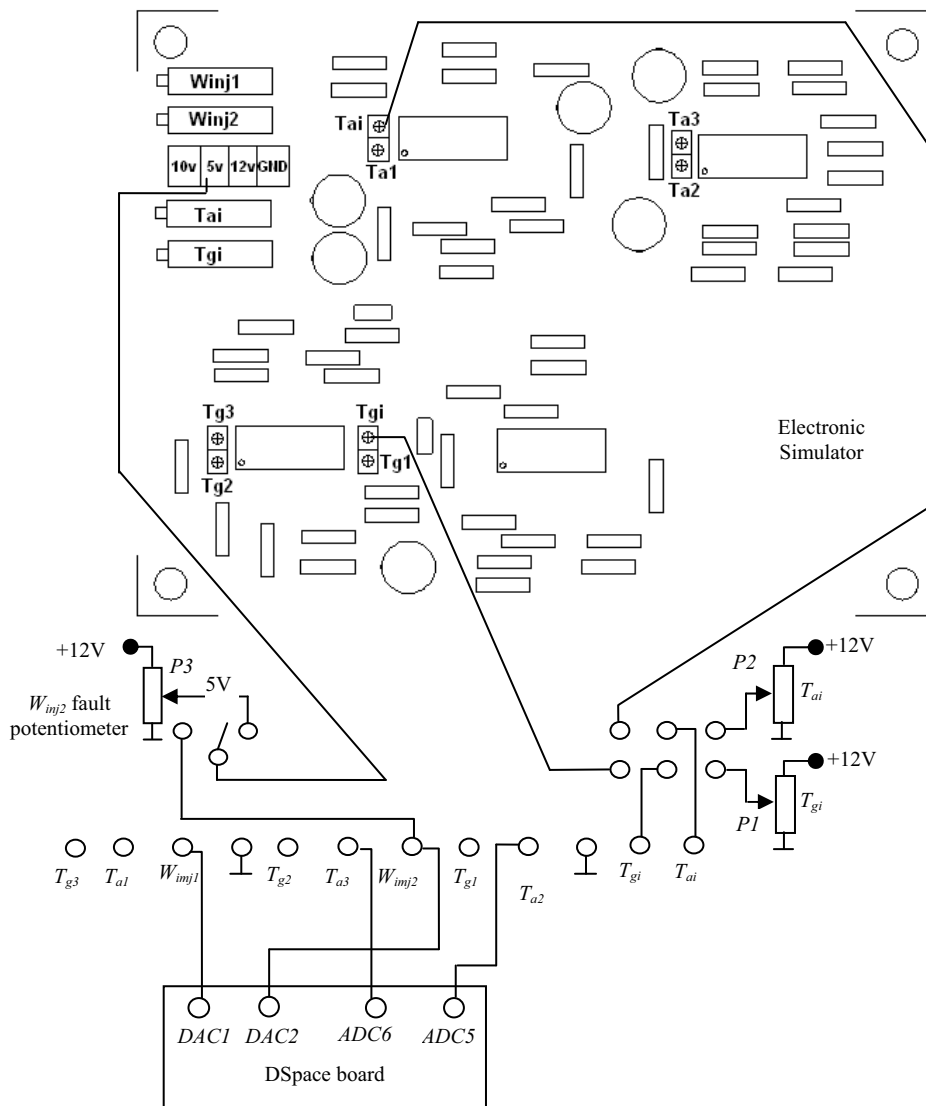 Winj1
Winj2
10v 5v 12v GND
Tai
Tgi
Tai
Ta1
Ta3
Ta2
Tg3
Tg2
Tgi
Tg1
Electronic
Simulator
+12V
P3
5V
Winj2 fault
potentiometer
P2
+12V
Tai
+12V
P1
Tgi
Tg3 Ta1 Wimj1 Tg2 Ta3 Wimj2 Tg1 Ta2 Tgi Tai
DAC1 DAC2 ADC6 ADC5
DSpace board